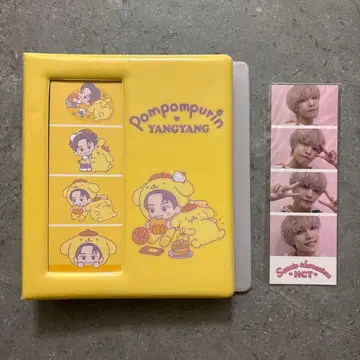 Pompompurin
YANGYANG
Sanrio characters
NCT